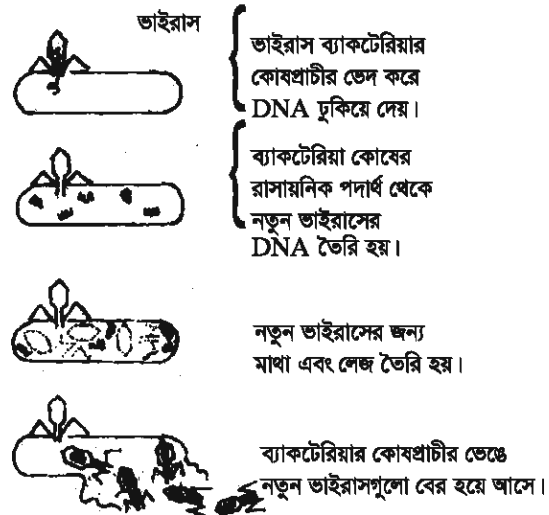 ভাইরাস
ভাইরাস ব্যাকটেরিয়ার
কোষপ্রাচীর ভেদ করে
DNA ঢুকিয়ে দেয়।
ব্যাকটেরিয়া কোষের
রাসায়নিক পদার্থ থেকে
নতুন ভাইরাসের
DNA তৈরি হয়।
নতুন ভাইরাসের জন্য
মাথা এবং লেজ তৈরি হয়।
ব্যাকটেরিয়ার কোষপ্রাচীর ভেঙে
নতুন ভাইরাসগুলো বের হয়ে আসে।